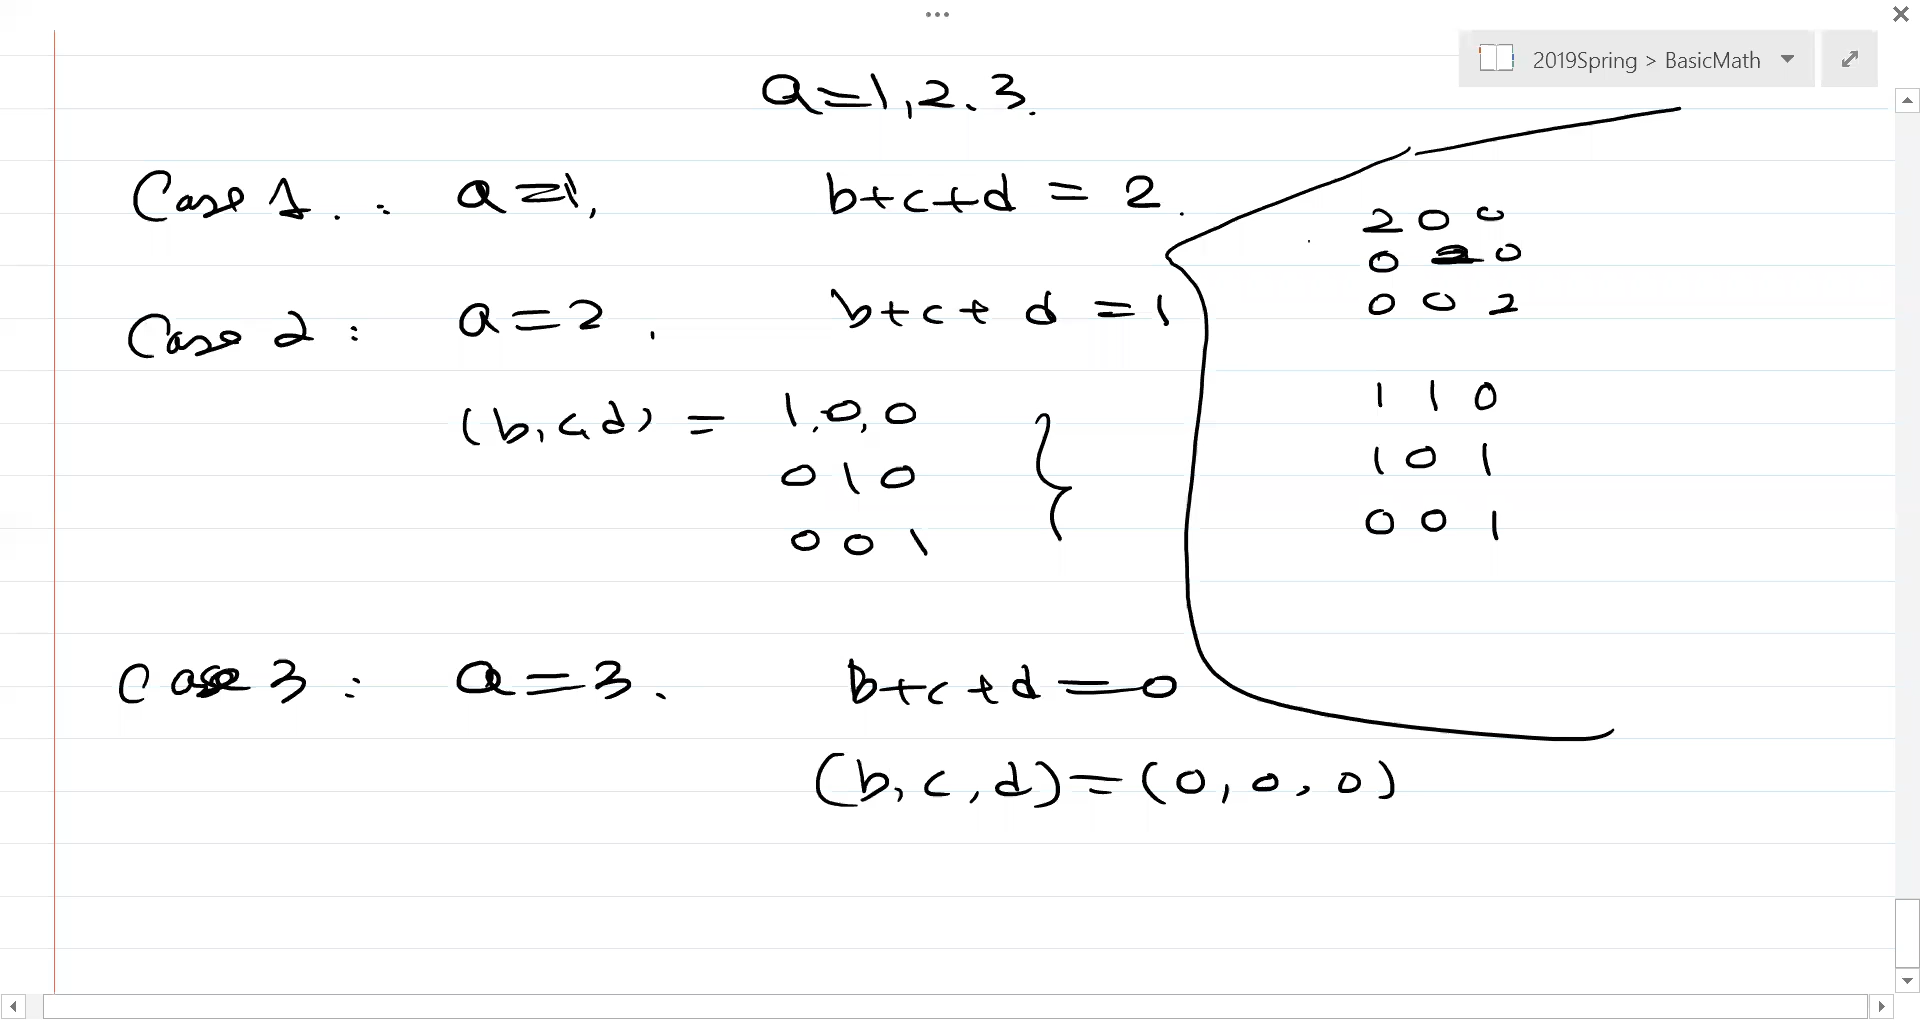 2019Spring > BasicMath
a=1,2.3.
Case 1. : a=1, b+c+d = 2.
2 0 0
0 2 0
0 0 2
1 1 0
1 0 1
0 0 1
Case 2 : a=2 . b+c+d =1
(b,c,d) = 1,0,0
0 1 0
0 0 1
Case 3 : a=3. b+c+d=0
(b,c,d)=(0,0,0)